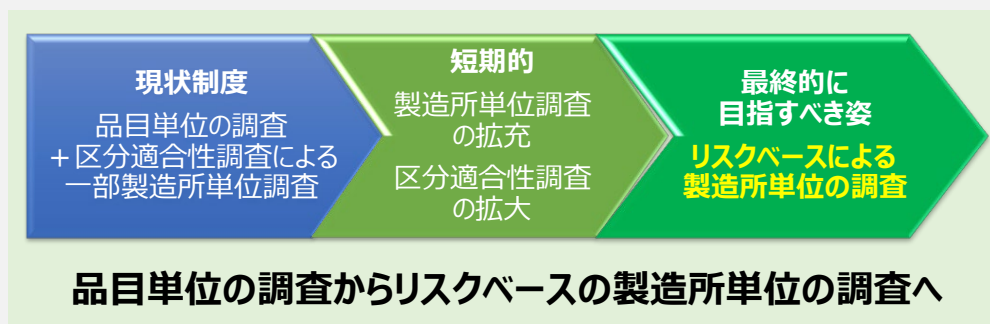 現状制度
品目単位の調査
＋区分適合性調査による
一部製造所単位調査
短期的
製造所単位調査
の拡充
区分適合性調査
の拡大
最終的に
目指すべき姿
リスクベースによる
製造所単位の調査
品目単位の調査からリスクベースの製造所単位の調査へ